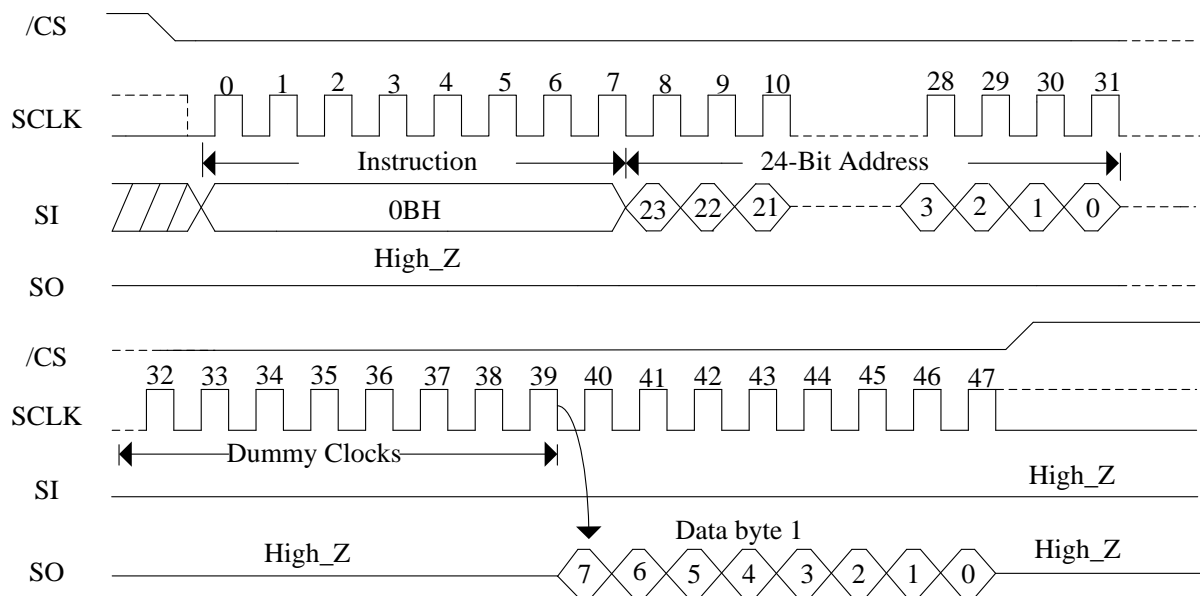 /CS
0 1 2 3 4 5 6 7 8 9 10 28 29 30 31
SCLK
Instruction 24-Bit Address
SI 0BH 23 22 21 3 2 1 0
High_Z
SO
/CS
32 33 34 35 36 37 38 39 40 41 42 43 44 45 46 47
SCLK
Dummy Clocks
SI High_Z
Data byte 1
High_Z High_Z
SO 7 6 5 4 3 2 1 0